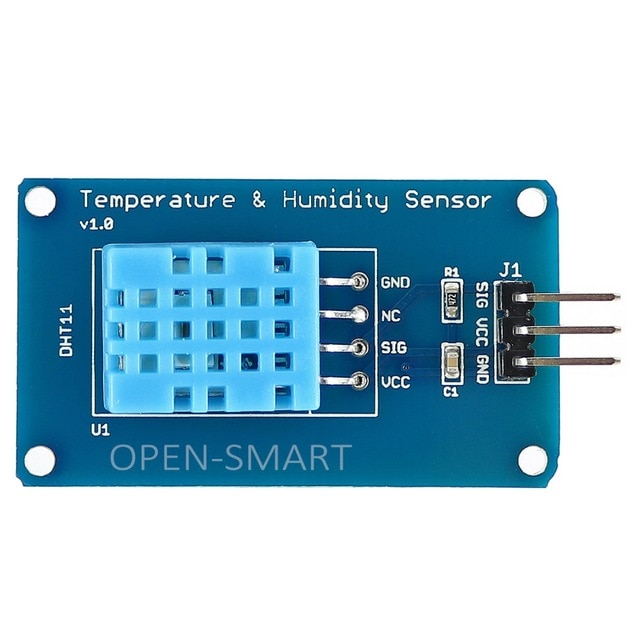 Temperature & Humidity Sensor
v1.0
DHT11
U1
GND
NC
SIG
VCC
R1
472
C1
J1
SIG
VCC
GND
OPEN-SMART